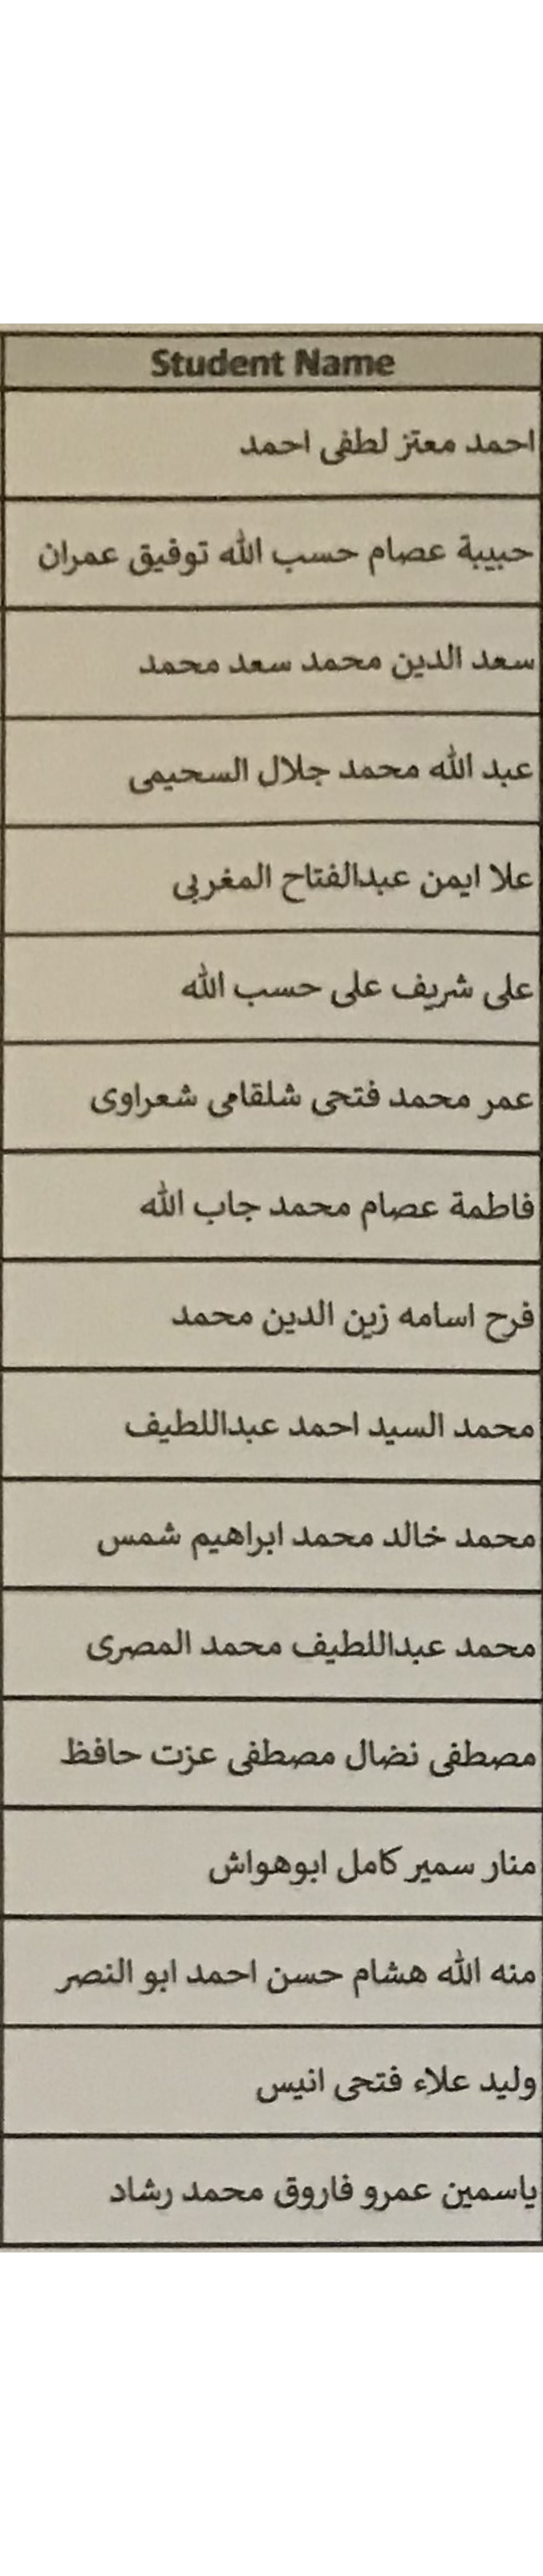 Student Name
احمد معتز لطفى احمد
حبيبة عصام حسب الله توفيق عمران
سعد الدين محمد سعد محمد
عبد الله محمد جلال السحيمى
علا ايمن عبدالفتاح المغربى
على شريف على حسب الله
عمر محمد فتحى شلقامى شعراوى
فاطمة عصام محمد جاب الله
فرح اسامه زين الدين محمد
محمد السيد احمد عبداللطيف
محمد خالد محمد ابراهيم شمس
محمد عبداللطيف محمد المصرى
مصطفى نضال مصطفى عزت حافظ
منار سمير كامل ابوهواش
منه الله هشام حسن احمد ابو النصر
وليد علاء فتحى انيس
ياسمين عمرو فاروق محمد رشاد